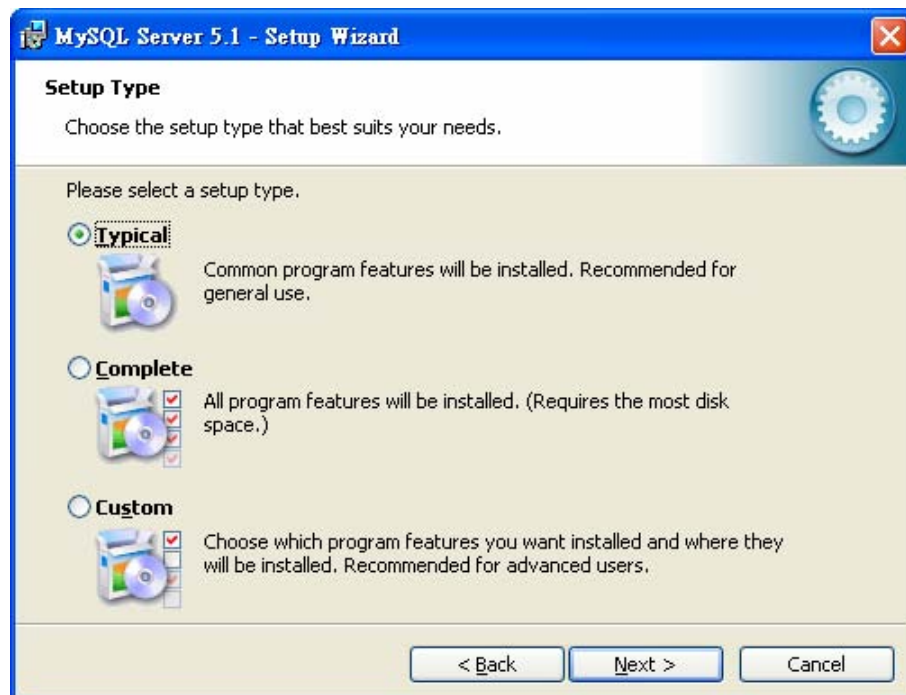 MySQL Server 5.1 - Setup Wizard
Setup Type
Choose the setup type that best suits your needs.
Please select a setup type.
Typical
Common program features will be installed. Recommended for
general use.
Complete
All program features will be installed. (Requires the most disk
space.)
Custom
Choose which program features you want installed and where they
will be installed. Recommended for advanced users.
< Back
Next >
Cancel